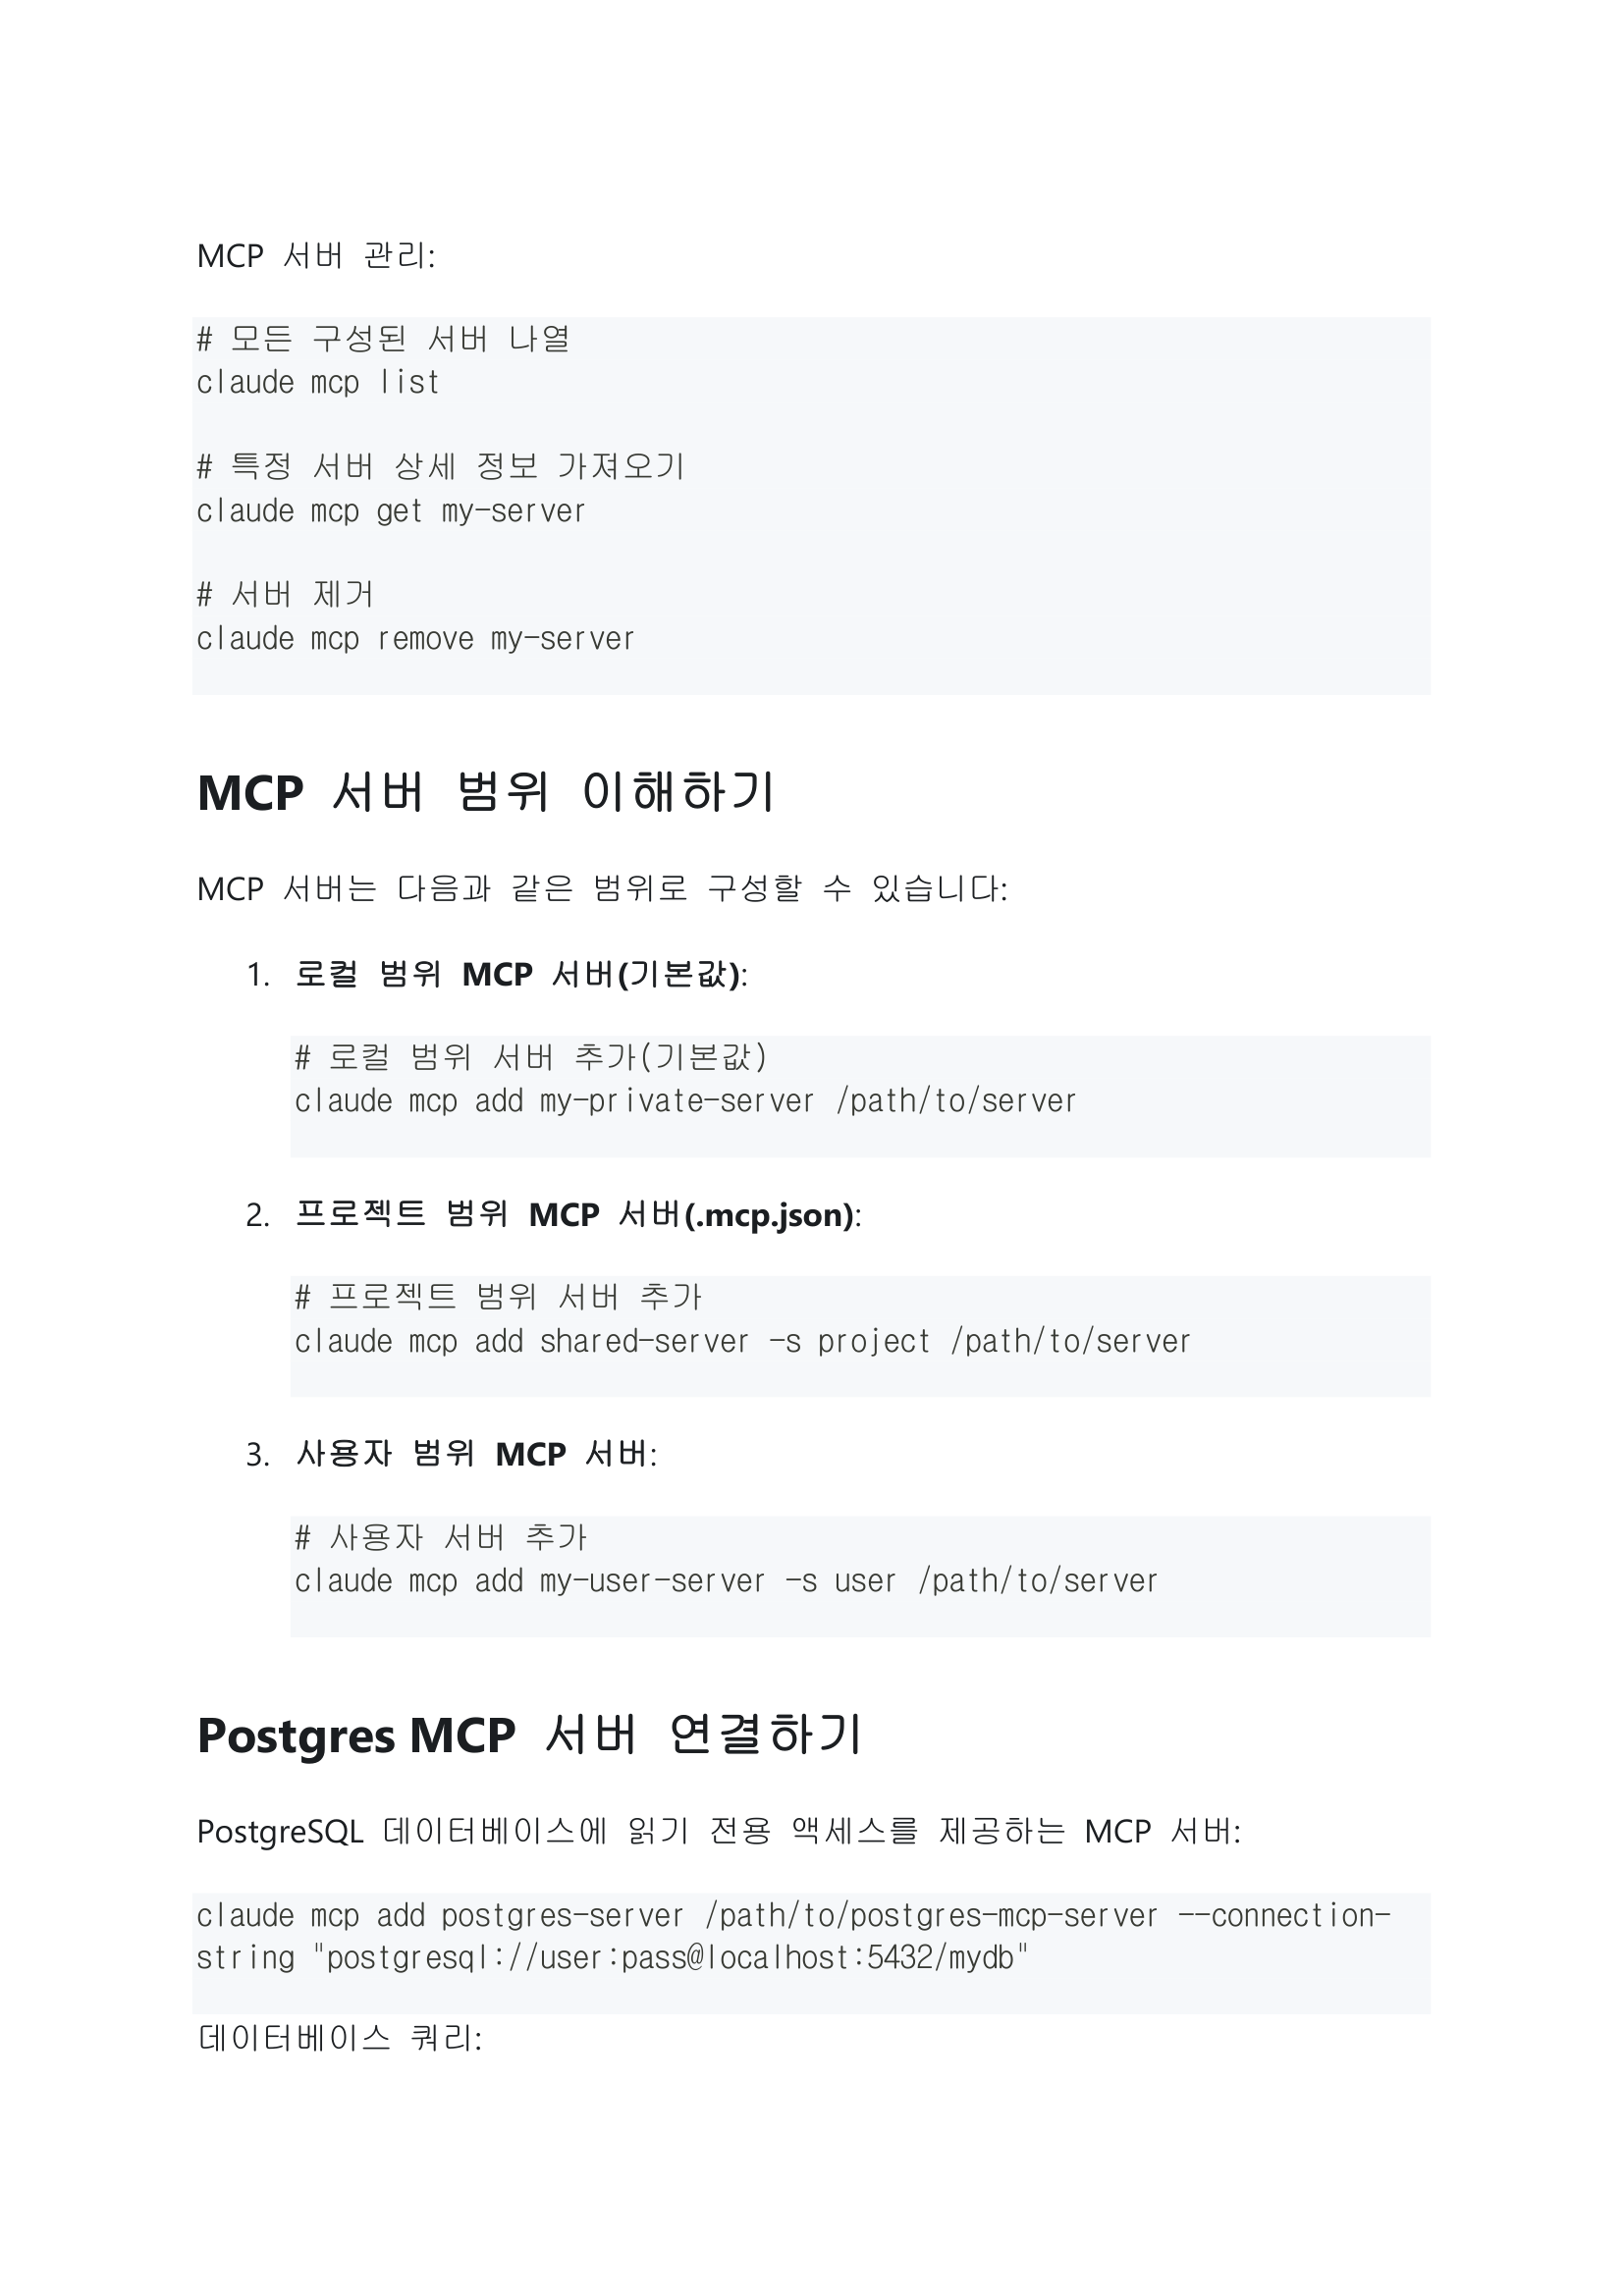 MCP 서버 관리:
# 모든 구성된 서버 나열
claude mcp list
# 특정 서버 상세 정보 가져오기
claude mcp get my-server
# 서버 제거
claude mcp remove my-server
MCP 서버 범위 이해하기
MCP 서버는 다음과 같은 범위로 구성할 수 있습니다:
1. 로컬 범위 MCP 서버(기본값):
# 로컬 범위 서버 추가(기본값)
claude mcp add my-private-server /path/to/server
2. 프로젝트 범위 MCP 서버(.mcp.json):
# 프로젝트 범위 서버 추가
claude mcp add shared-server -s project /path/to/server
3. 사용자 범위 MCP 서버:
# 사용자 서버 추가
claude mcp add my-user-server -s user /path/to/server
Postgres MCP 서버 연결하기
PostgreSQL 데이터베이스에 읽기 전용 액세스를 제공하는 MCP 서버:
claude mcp add postgres-server /path/to/postgres-mcp-server --connection-
string "postgresql://user:pass@localhost:5432/mydb"
데이터베이스 쿼리: